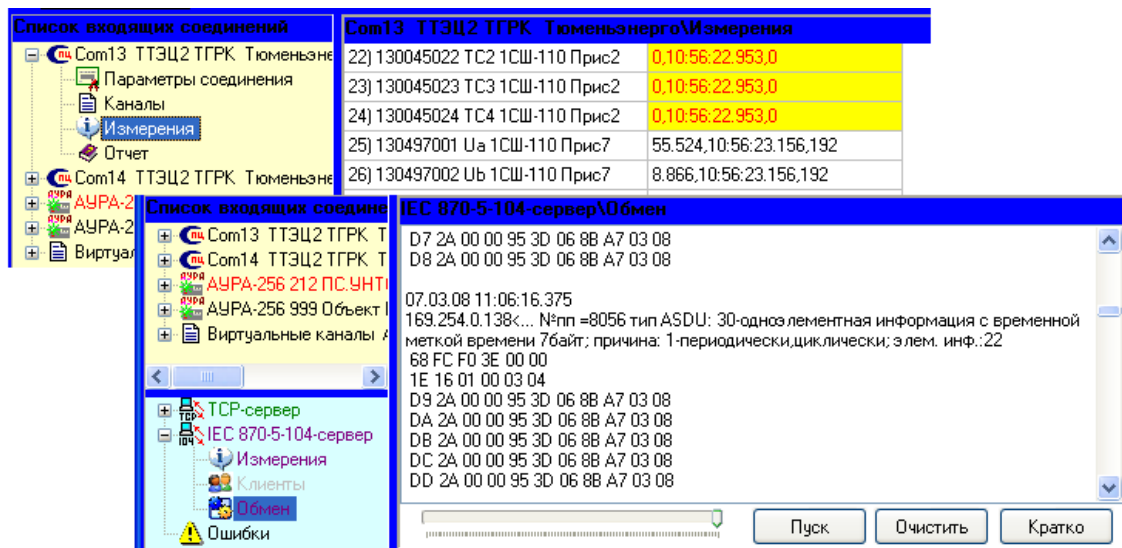 Список входящих соединений
Com13 ТТЭЦ2 ТГРК Тюменьэне
Параметры соединения
Каналы
Измерения
Отчет
Com14 ТТЭЦ2 ТГРК Тюменьэне
АУРА-2
АУРА-2
Виртуал
Com13 ТТЭЦ2 ТГРК Тюменьэнерго\Измерения
22) 130045022 ТС2 1СШ-110 Прис2 0,10:56:22.953,0
23) 130045023 ТС3 1СШ-110 Прис2 0,10:56:22.953,0
24) 130045024 ТС4 1СШ-110 Прис2 0,10:56:22.953,0
25) 130497001 Ua 1СШ-110 Прис7 55.524,10:56:23.156,192
26) 130497002 Ub 1СШ-110 Прис7 8.866,10:56:23.156,192
Список входящих соедине
Com13 ТТЭЦ2 ТГРК Т
Com14 ТТЭЦ2 ТГРК Т
АУРА-256 212 ПС.УНТ
АУРА-256 999 Объект
Виртуальные каналы
TCP-сервер
IEC 870-5-104-сервер
Измерения
Клиенты
Обмен
Ошибки
IEC 870-5-104-сервер\Обмен
D7 2A 00 00 95 3D 06 8B A7 03 08
D8 2A 00 00 95 3D 06 8B A7 03 08
07.03.08 11:06:16.375
169.254.0.138<... №пп =8056 тип ASDU: 30-одноэлементная информация с временной
меткой времени 7байт; причина: 1-периодически,циклически; элем. инф.:22
68 FC F0 3E 00 00
1E 16 01 00 03 04
D9 2A 00 00 95 3D 06 8B A7 03 08
DA 2A 00 00 95 3D 06 8B A7 03 08
DB 2A 00 00 95 3D 06 8B A7 03 08
DC 2A 00 00 95 3D 06 8B A7 03 08
DD 2A 00 00 95 3D 06 8B A7 03 08
Пуск Очистить Кратко